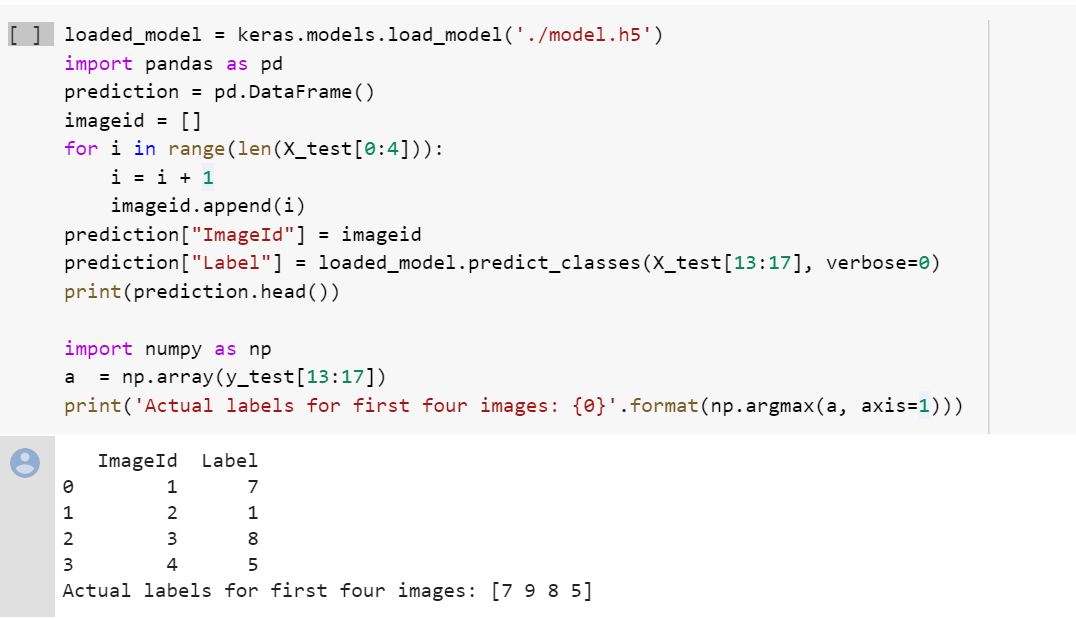 [ ] loaded_model = keras.models.load_model('./model.h5')
import pandas as pd
prediction = pd.DataFrame()
imageid = []
for i in range(len(X_test[0:4])):
    i = i + 1
    imageid.append(i)
prediction["ImageId"] = imageid
prediction["Label"] = loaded_model.predict_classes(X_test[13:17], verbose=0)
print(prediction.head())

import numpy as np
a  = np.array(y_test[13:17])
print('Actual labels for first four images: {0}'.format(np.argmax(a, axis=1)))
   ImageId  Label
0        1      7
1        2      1
2        3      8
3        4      5
Actual labels for first four images: [7 9 8 5]